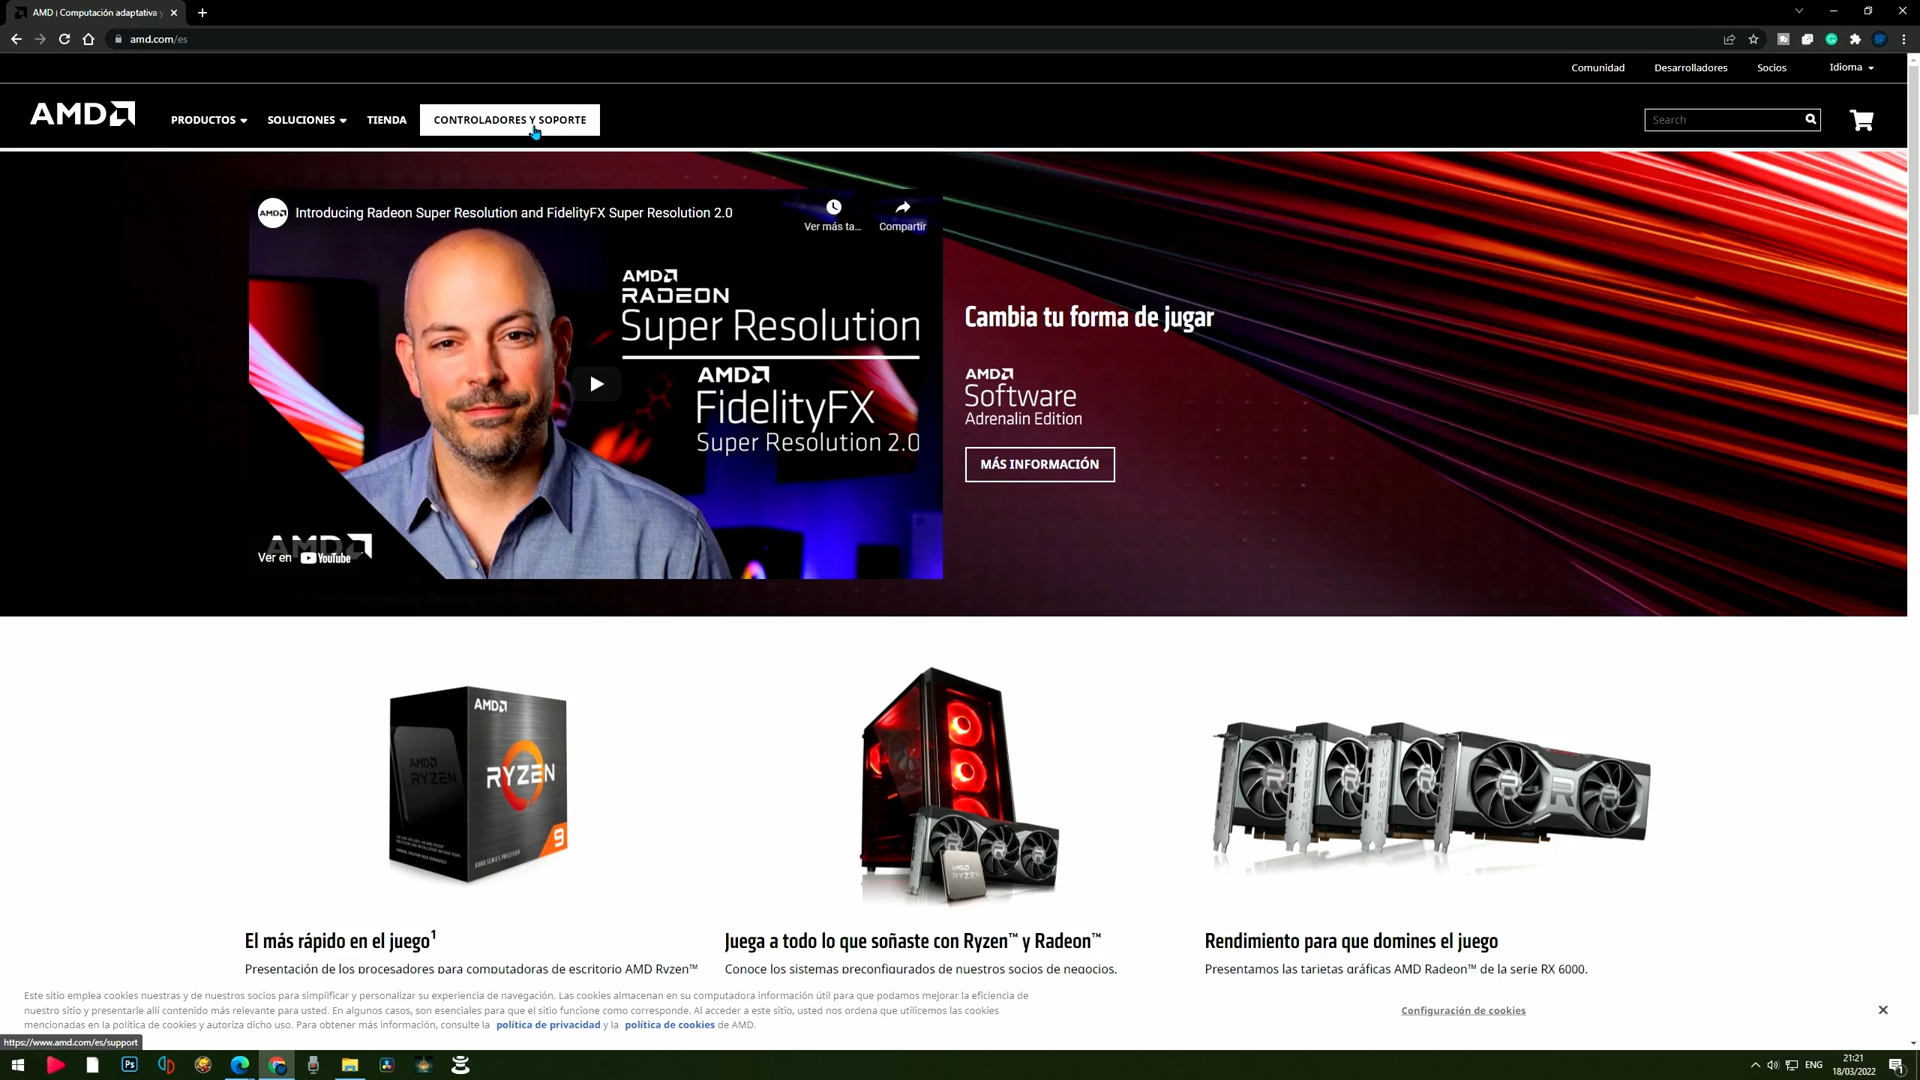 AMD | Computación adaptativa y
amd.com/es
Comunidad
Desarrolladores
Socios
Idioma
AMD
PRODUCTOS
SOLUCIONES
TIENDA
CONTROLADORES Y SOPORTE
Search
AMD
Introducing Radeon Super Resolution and FidelityFX Super Resolution 2.0
Ver más ta...
Compartir
AMD
RADEON
Super Resolution
AMD
FidelityFX
Super Resolution 2.0
AMD
Ver en YouTube
Cambia tu forma de jugar
AMD
Software
Adrenalin Edition
MÁS INFORMACIÓN
AMD
AMD
RYZEN
RYZEN
9
AMD
RYZEN
El más rápido en el juego1
Juega a todo lo que soñaste con Ryzen™ y Radeon™
Rendimiento para que domines el juego
Presentación de los procesadores para computadoras de escritorio AMD Ryzen™
Conoce los sistemas preconfigurados de nuestros socios de negocios.
Presentamos las tarjetas gráficas AMD Radeon™ de la serie RX 6000.
Este sitio emplea cookies nuestras y de nuestros socios para simplificar y personalizar su experiencia de navegación. Las cookies almacenan en su computadora información útil para que podamos mejorar la eficiencia de
nuestro sitio y presentarle allí contenido más relevante para usted. En algunos casos, son esenciales para que el sitio funcione como corresponde. Al acceder a este sitio, usted nos ordena que utilicemos las cookies
mencionadas en la política de cookies y autoriza dicho uso. Para obtener más información, consulte la política de privacidad y la política de cookies de AMD.
Configuración de cookies
https://www.amd.com/es/support
Ps
ENG
21:21
18/03/2022